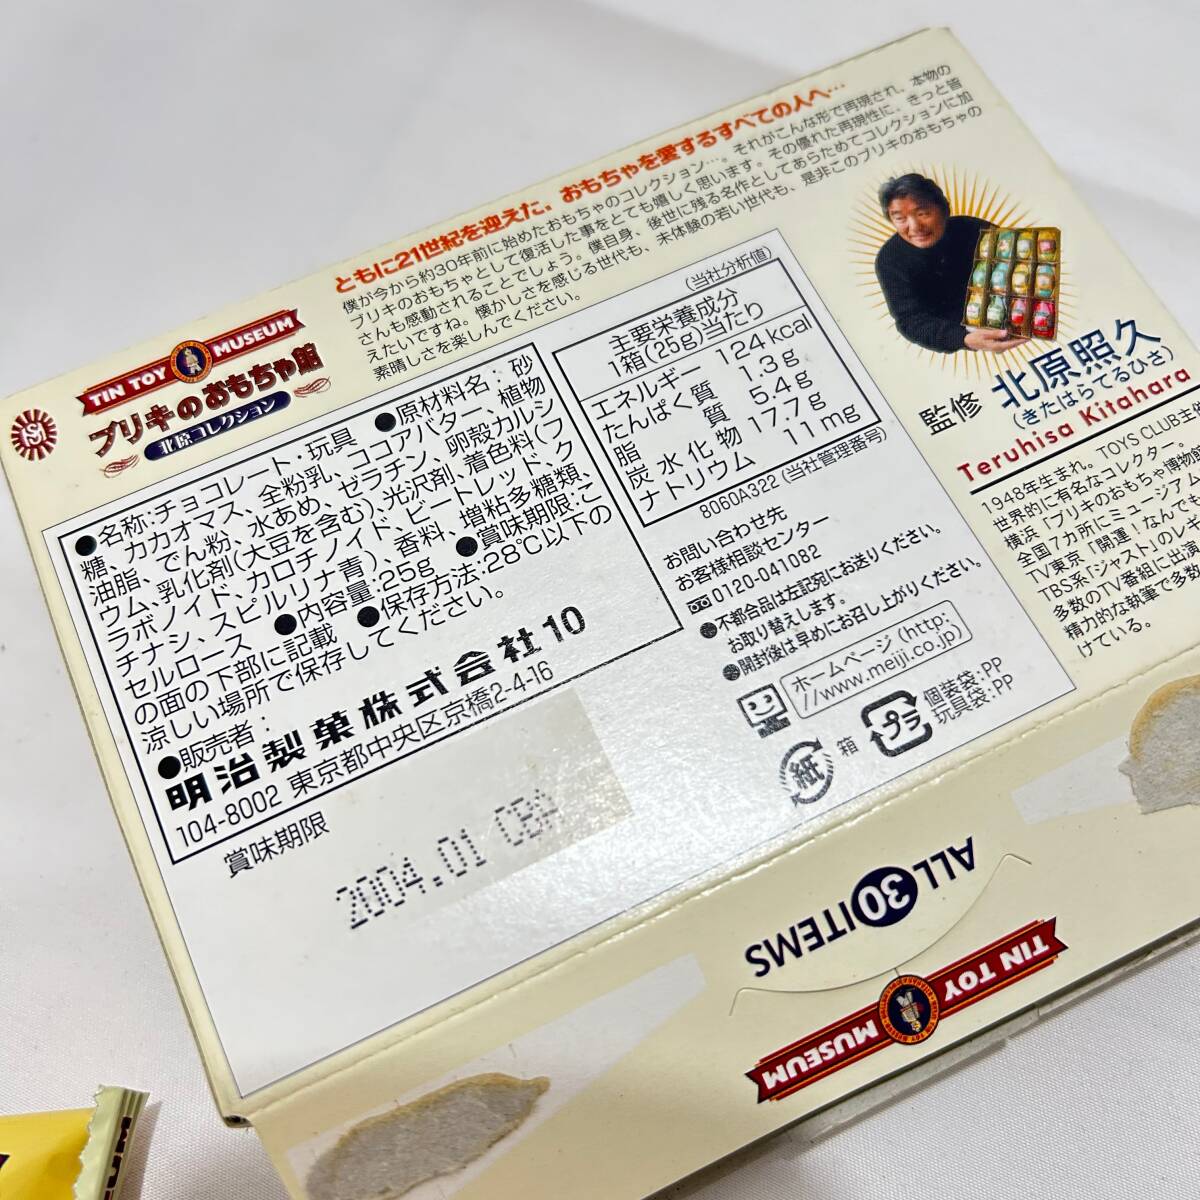 ともに21世紀を迎えた、おもちゃを愛するすべての人へ…
僕が今から約30年前に始めたおもちゃのコレクション…。それがこんな形で再現され、本物の
ブリキのおもちゃとして復活した事をとても嬉しく思います。その優れた再現性に、きっと皆
さんも感動されることでしょう。僕自身、後世に残る名作としてあらためてコレクションに加
えたいですね。懐かしさを感じる世代も、未体験の若い世代も、是非このブリキのおもちゃの
素晴しさを楽しんでください。
TIN TOY MUSEUM
ブリキのおもちゃ館
北原コレクション
●名称:チョコレート・玩具 ●原材料名:砂
糖、カカオマス、全粉乳、ココアバター、植物
油脂、でん粉、水あめ、ゼラチン、卵殻カルシ
ウム、乳化剤(大豆を含む)、光沢剤、着色料(フ
ラボノイド、カロチノイド、ビートレッド、ク
チナシ、スピルリナ青)、香料、増粘多糖類、
セルロース ●内容量:25g ●賞味期限:こ
の面の下部に記載 ●保存方法:28℃以下の
涼しい場所で保存してください。
●販売者:
明治製菓株式会社10
104-8002 東京都中央区京橋2-4-16
賞味期限
2004.01 CBA
主要栄養成分 (当社分析値)
1箱(25g)当たり
エネルギー 124kcal
たんぱく質 1.3g
脂質 5.4g
炭水化物 17.7g
ナトリウム 11mg
8060A322(当社管理番号)
お問い合わせ先
お客様相談センター
0120-041082
●不都合品は左記宛にお送りください。
お取り替えします。
●開封後は早めにお召し上がりください。
ホームページ(http:
//www.meiji.co.jp)
紙 箱
プラ 個装袋:PP
玩具袋:PP
監修 北原照久
(きたはらてるひさ)
Teruhisa Kitahara
1948年生まれ。TOYS CLUB主
世界的に有名なコレクター。
横浜「ブリキのおもちゃ博物館
全国7カ所にミュージアム
TV東京「開運!なんでも
TBS系「ジャスト」のレ
多数のTV番組に出演
精力的な執筆で多数
けている。
ALL 30 ITEMS
TIN TOY MUSEUM